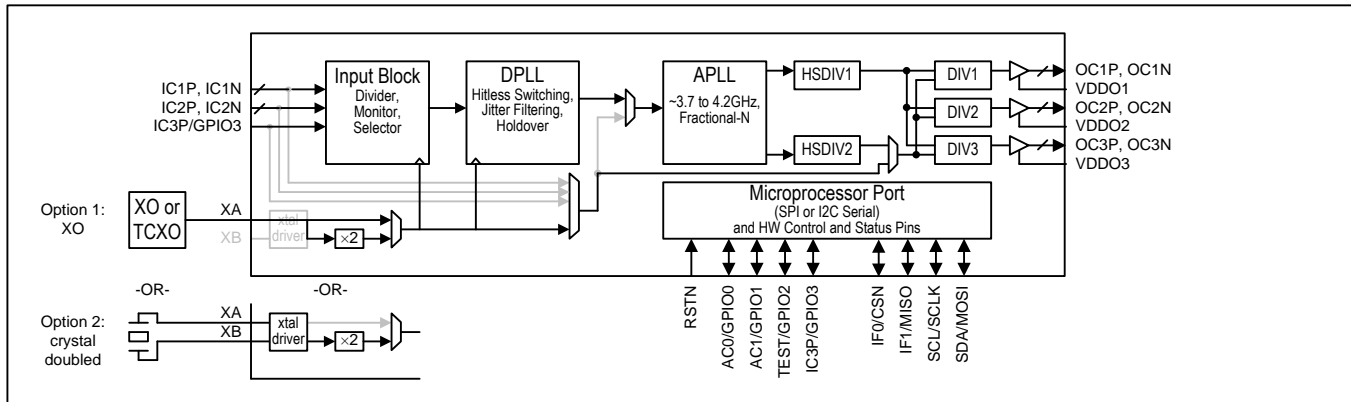 IC1P, IC1N
IC2P, IC2N
IC3P/GPIO3
Input Block
Divider,
Monitor,
Selector
DPLL
Hitless Switching,
Jitter Filtering,
Holdover
APLL
~3.7 to 4.2GHz,
Fractional-N
HSDIV1
HSDIV2
DIV1
DIV2
DIV3
OC1P, OC1N
VDDO1
OC2P, OC2N
VDDO2
OC3P, OC3N
VDDO3
Option 1:
XO
XO or
TCXO
XA
XB
xtal
driver
×2
Microprocessor Port
(SPI or I2C Serial)
and HW Control and Status Pins
RSTN
AC0/GPIO0
AC1/GPIO1
TEST/GPIO2
IC3P/GPIO3
IF0/CSN
IF1/MISO
SCL/SCLK
SDA/MOSI
-OR-
-OR-
Option 2:
crystal
doubled
XA
XB
xtal
driver
×2